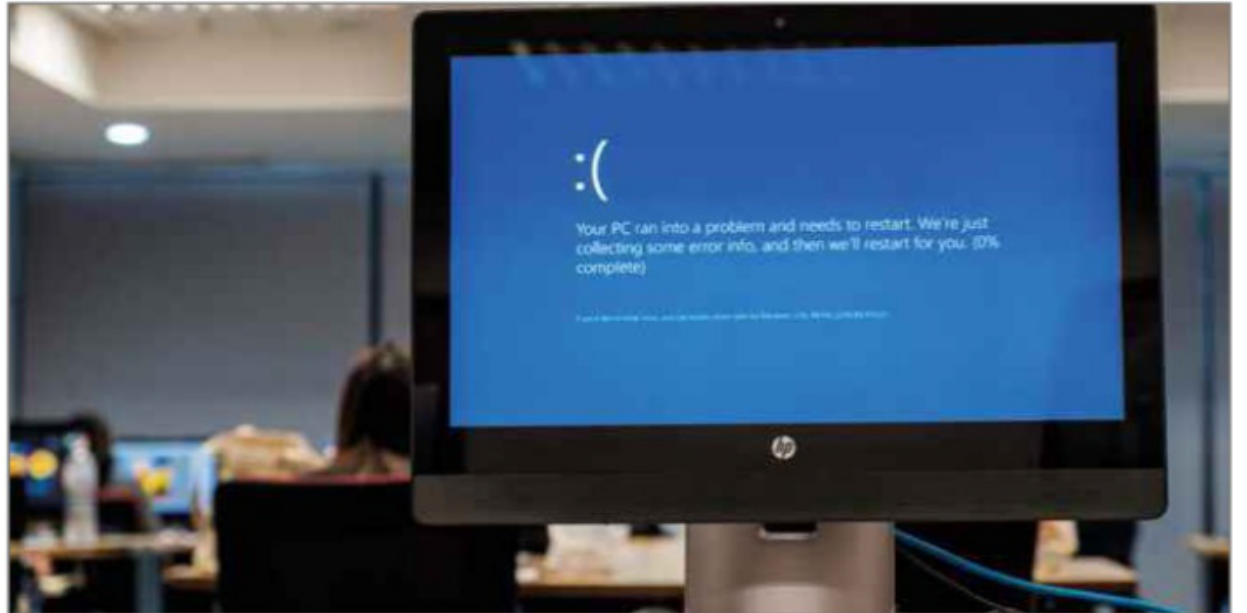 :(
Your PC ran into a problem and needs to restart. We're just
collecting some error info, and then we'll restart for you. (0%
complete)
hp